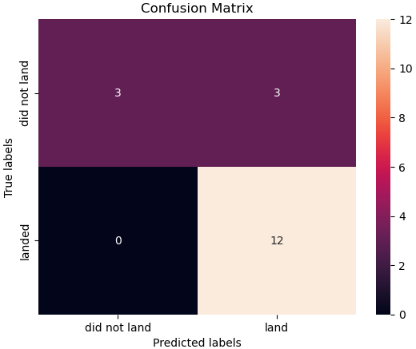 Confusion Matrix
True labels
did not land
landed
3 3
0 12
did not land land
Predicted labels
12
10
8
6
4
2
0